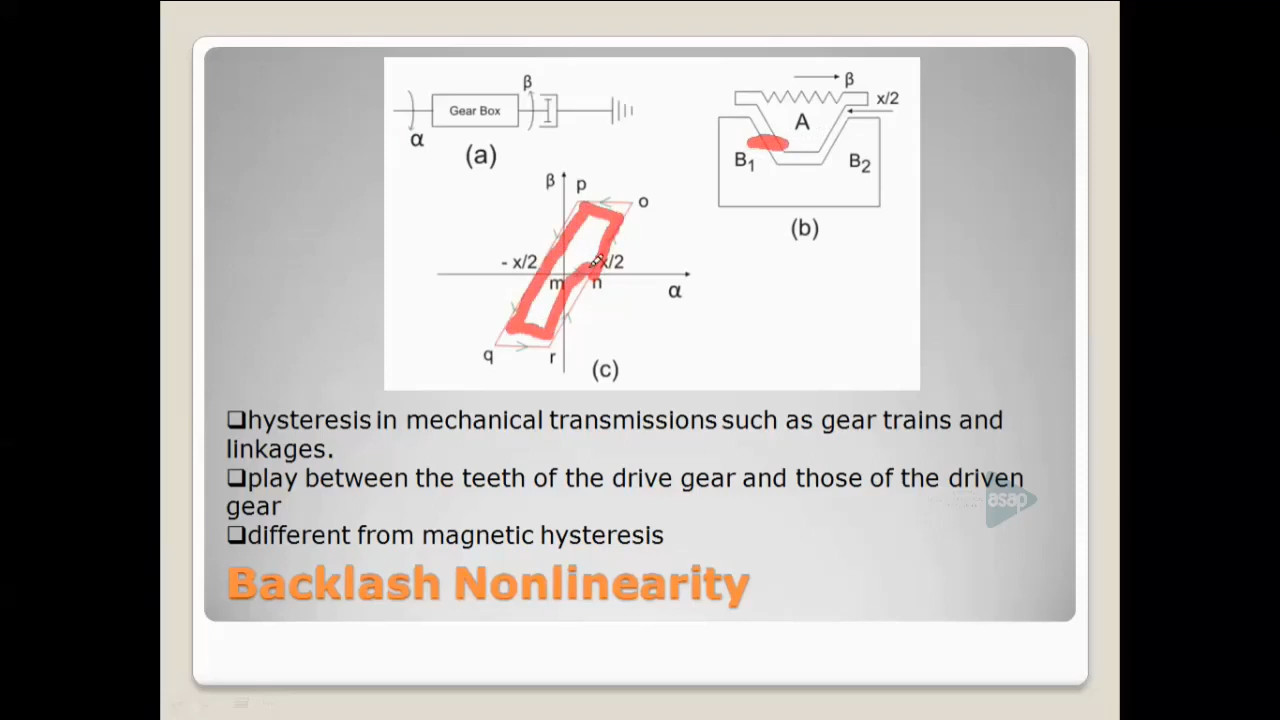 β
β
x/2
Gear Box
A
α
(a)
B1
B2
β
p
o
(b)
- x/2
x/2
m
n
α
q
r
(c)
❑hysteresis in mechanical transmissions such as gear trains and
linkages.
❑play between the teeth of the drive gear and those of the driven
gear
❑different from magnetic hysteresis
asap
Backlash Nonlinearity